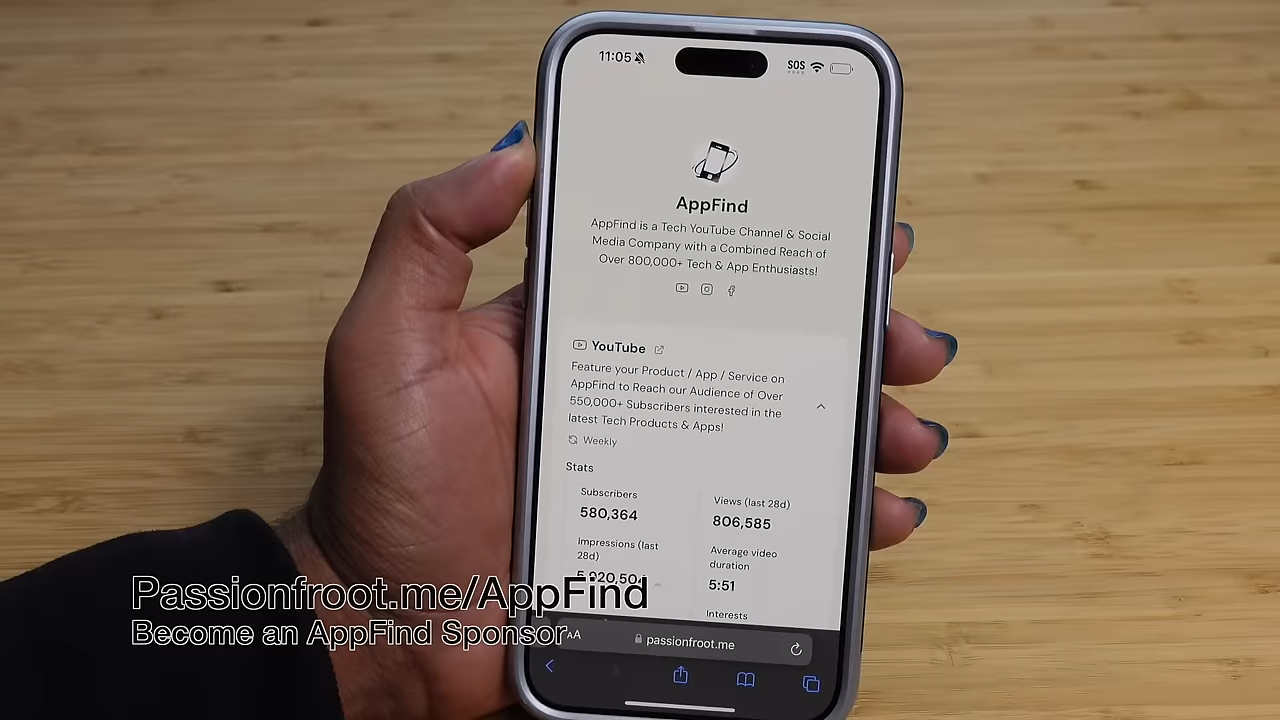 11:05
SOS
AppFind
AppFind is a Tech YouTube Channel & Social
Media Company with a Combined Reach of
Over 800,000+ Tech & App Enthusiasts!
YouTube
Feature your Product / App / Service on
AppFind to Reach our Audience of Over
550,000+ Subscribers interested in the
latest Tech Products & Apps!
Weekly
Stats
Subscribers
580,364
Views (last 28d)
806,585
Impressions (last
28d)
Average video
duration
5:51
Interests
Passionfroot.me/AppFind
Become an AppFind Sponsor
AA
passionfroot.me